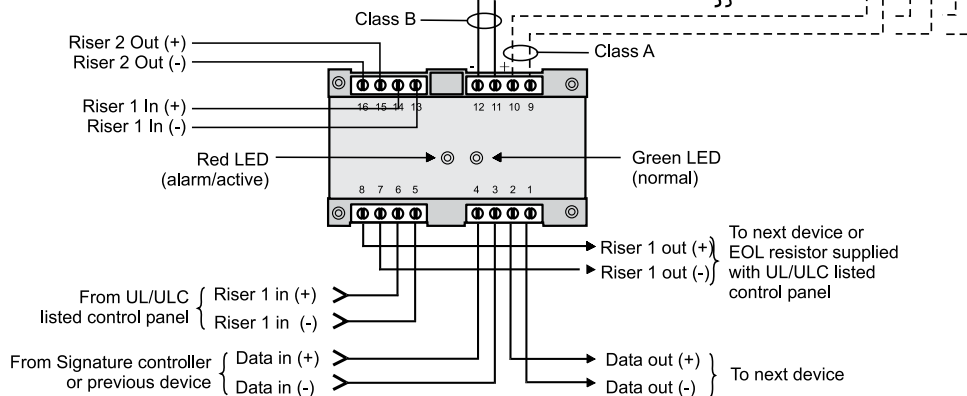 Class B
Class A
Riser 2 Out (+)
Riser 2 Out (-)
- +
16 15 14 13 12 11 10 9
Riser 1 In (+)
Riser 1 In (-)
Red LED
(alarm/active)
Green LED
(normal)
8 7 6 5 4 3 2 1
Riser 1 out (+)
Riser 1 out (-)
To next device or
EOL resistor supplied
with UL/ULC listed
control panel
From UL/ULC
listed control panel
Riser 1 in (+)
Riser 1 in (-)
From Signature controller
or previous device
Data in (+)
Data in (-)
Data out (+)
Data out (-)
To next device